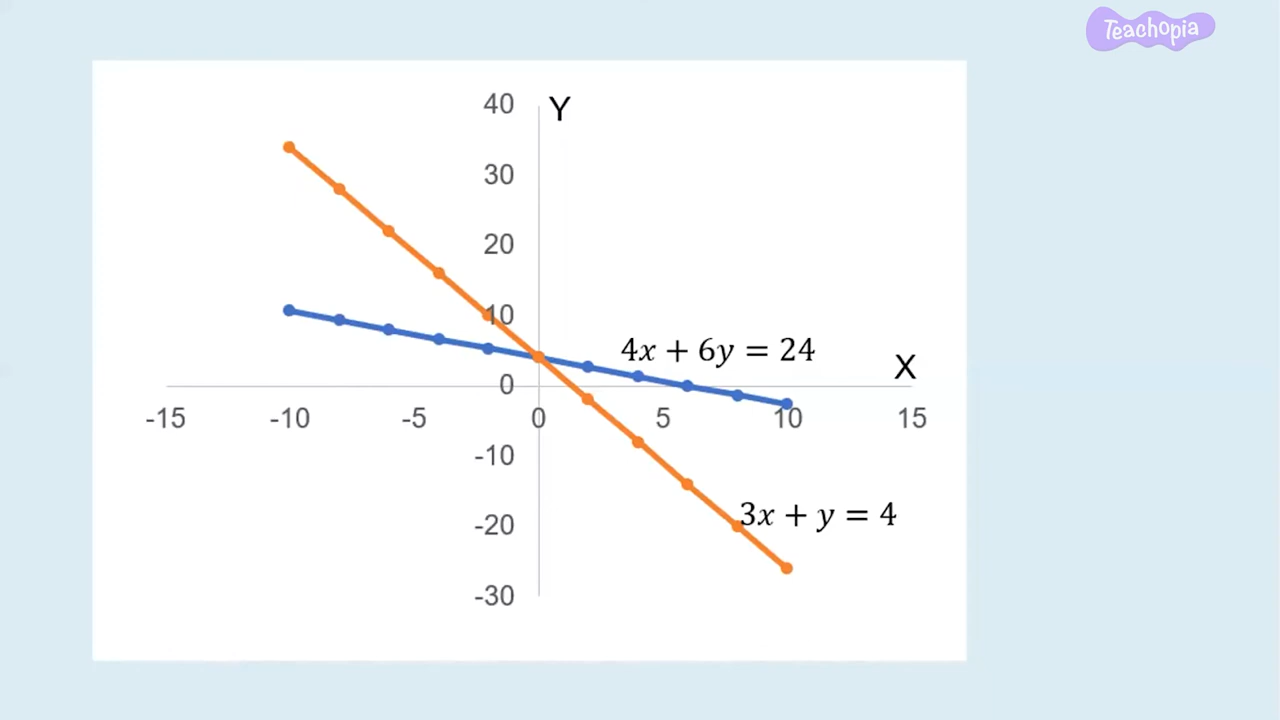 Teachopia
40 Y
30
20
10
4x + 6y = 24
X
0
-15 -10 -5 0 5 10 15
-10
3x + y = 4
-20
-30